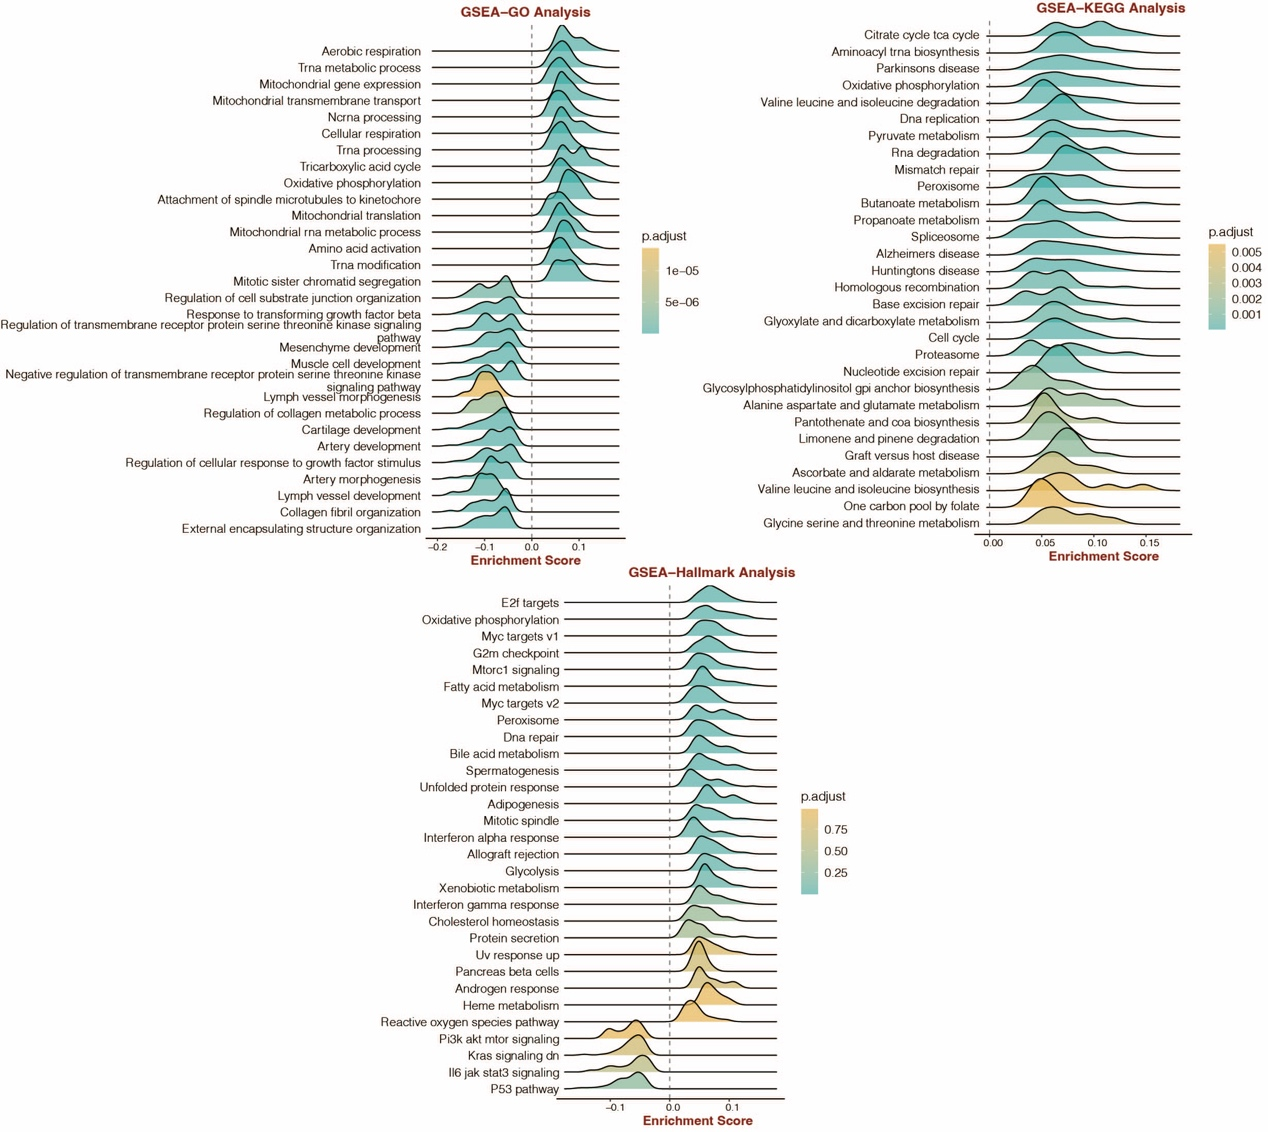 GSEA–GO Analysis
Aerobic respiration
Trna metabolic process
Mitochondrial gene expression
Mitochondrial transmembrane transport
Ncrna processing
Cellular respiration
Trna processing
Tricarboxylic acid cycle
Oxidative phosphorylation
Attachment of spindle microtubules to kinetochore
Mitochondrial translation
Mitochondrial rna metabolic process
Amino acid activation
Trna modification
Mitotic sister chromatid segregation
Regulation of cell substrate junction organization
Response to transforming growth factor beta
Regulation of transmembrane receptor protein serine threonine kinase signaling
pathway
Mesenchyme development
Muscle cell development
Negative regulation of transmembrane receptor protein serine threonine kinase
signaling pathway
Lymph vessel morphogenesis
Regulation of collagen metabolic process
Cartilage development
Artery development
Regulation of cellular response to growth factor stimulus
Artery morphogenesis
Lymph vessel development
Collagen fibril organization
External encapsulating structure organization
−0.2 −0.1 0.0 0.1
Enrichment Score
p.adjust
1e−05
5e−06
GSEA–KEGG Analysis
Citrate cycle tca cycle
Aminoacyl trna biosynthesis
Parkinsons disease
Oxidative phosphorylation
Valine leucine and isoleucine degradation
Dna replication
Pyruvate metabolism
Rna degradation
Mismatch repair
Peroxisome
Butanoate metabolism
Propanoate metabolism
Spliceosome
Alzheimers disease
Huntingtons disease
Homologous recombination
Base excision repair
Glyoxylate and dicarboxylate metabolism
Cell cycle
Proteasome
Nucleotide excision repair
Glycosylphosphatidylinositol gpi anchor biosynthesis
Alanine aspartate and glutamate metabolism
Pantothenate and coa biosynthesis
Limonene and pinene degradation
Graft versus host disease
Ascorbate and aldarate metabolism
Valine leucine and isoleucine biosynthesis
One carbon pool by folate
Glycine serine and threonine metabolism
0.00 0.05 0.10 0.15
Enrichment Score
p.adjust
0.005
0.004
0.003
0.002
0.001
GSEA–Hallmark Analysis
E2f targets
Oxidative phosphorylation
Myc targets v1
G2m checkpoint
Mtorc1 signaling
Fatty acid metabolism
Myc targets v2
Peroxisome
Dna repair
Bile acid metabolism
Spermatogenesis
Unfolded protein response
Adipogenesis
Mitotic spindle
Interferon alpha response
Allograft rejection
Glycolysis
Xenobiotic metabolism
Interferon gamma response
Cholesterol homeostasis
Protein secretion
Uv response up
Pancreas beta cells
Androgen response
Heme metabolism
Reactive oxygen species pathway
Pi3k akt mtor signaling
Kras signaling dn
Il6 jak stat3 signaling
P53 pathway
−0.1 0.0 0.1
Enrichment Score
p.adjust
0.75
0.50
0.25